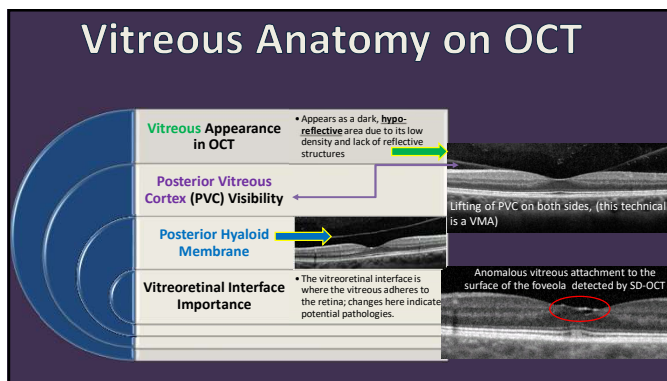 Vitreous Anatomy on OCT
Vitreous Appearance
in OCT
• Appears as a dark, hypo-
reflective area due to its low
density and lack of reflective
structures
Posterior Vitreous
Cortex (PVC) Visibility
Lifting of PVC on both sides, (this technical
is a VMA)
Posterior Hyaloid
Membrane
Vitreoretinal Interface
Importance
• The vitreoretinal interface is
where the vitreous adheres to
the retina; changes here indicate
potential pathologies.
Anomalous vitreous attachment to the
surface of the foveola detected by SD-OCT